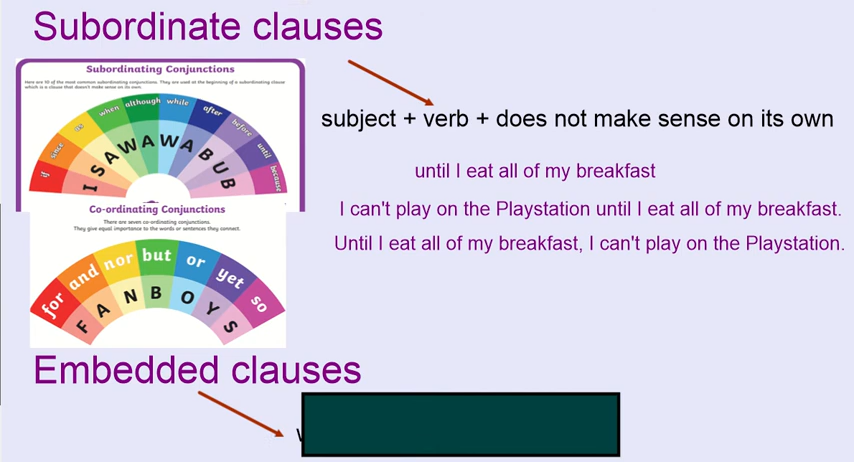 Subordinate clauses
Subordinating Conjunctions
Here are 10 of the most common subordinating conjunctions. They are used at the beginning of a subordinating clause
which is a clause that doesn't make sense on its own.
if since as when although while after before until because
I S A W A W A B U B
Co-ordinating Conjunctions
There are seven co-ordinating conjunctions.
They give equal importance to the words or sentences they connect.
for and nor but or yet so
F A N B O Y S
subject + verb + does not make sense on its own
until I eat all of my breakfast
I can't play on the Playstation until I eat all of my breakfast.
Until I eat all of my breakfast, I can't play on the Playstation.
Embedded clauses